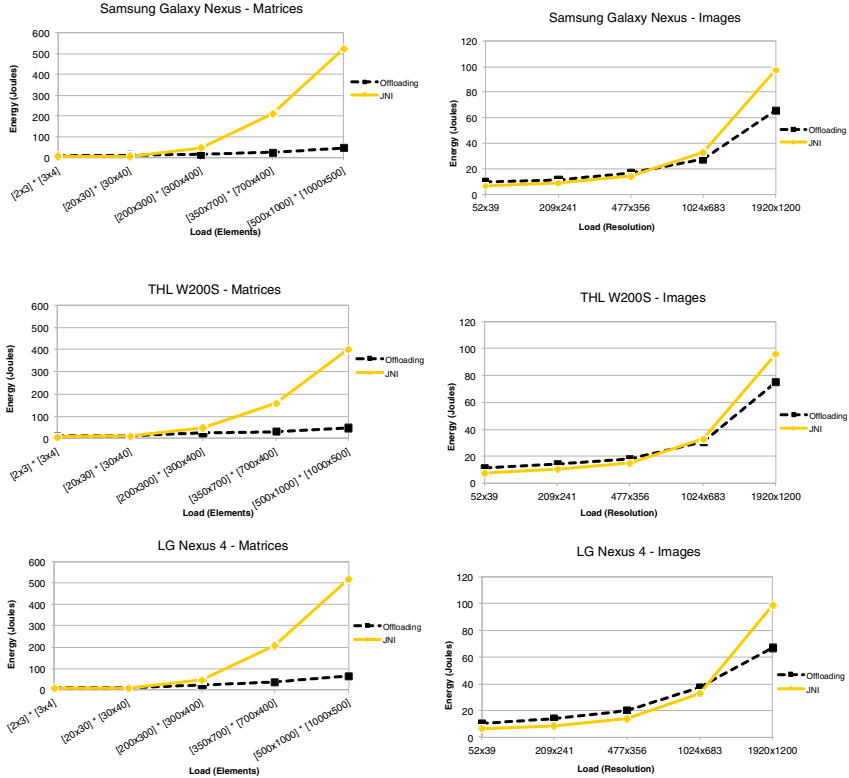 Samsung Galaxy Nexus - Matrices
600
500
400
300
200
100
0
Energy (Joules)
[2x3] * [3x4]
[20x30] * [30x40]
[200x300] * [300x400]
[350x700] * [700x400]
[500x1000] * [1000x500]
Load (Elements)
Offloading
JNI
Samsung Galaxy Nexus - Images
120
100
80
60
40
20
0
Energy (Joules)
52x39
209x241
477x356
1024x683
1920x1200
Load (Resolution)
Offloading
JNI
THL W200S - Matrices
600
500
400
300
200
100
0
Energy (Joules)
[2x3] * [3x4]
[20x30] * [30x40]
[200x300] * [300x400]
[350x700] * [700x400]
[500x1000] * [1000x500]
Load (Elements)
Offloading
JNI
THL W200S - Images
120
100
80
60
40
20
0
Energy (Joules)
52x39
209x241
477x356
1024x683
1920x1200
Load (Resolution)
Offloading
JNI
LG Nexus 4 - Matrices
600
500
400
300
200
100
0
Energy (Joules)
[2x3] * [3x4]
[20x30] * [30x40]
[200x300] * [300x400]
[350x700] * [700x400]
[500x1000] * [1000x500]
Load (Elements)
Offloading
JNI
LG Nexus 4 - Images
120
100
80
60
40
20
0
Energy (Joules)
52x39
209x241
477x356
1024x683
1920x1200
Load (Resolution)
Offloading
JNI